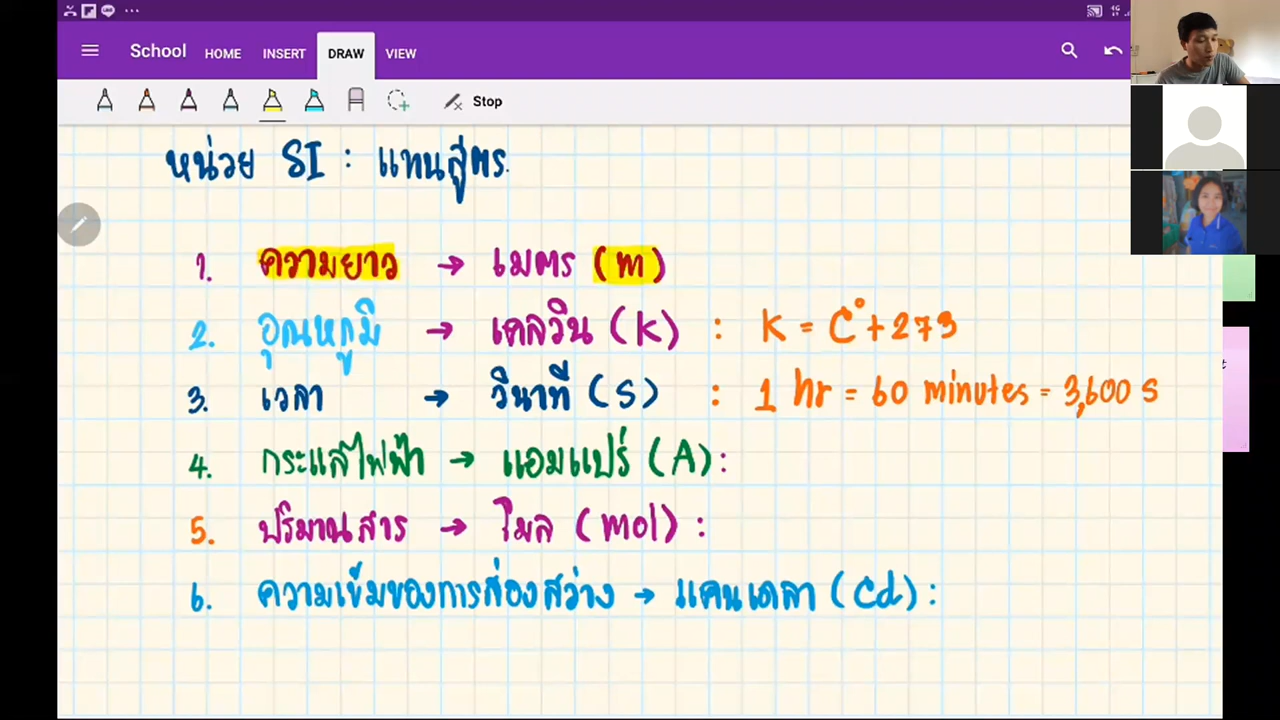 School HOME INSERT DRAW VIEW
Stop
หน่วย SI : แทนสูตร
1. ความยาว → เมตร (m)
2. อุณหภูมิ → เคลวิน (K) : K = C° + 273
3. เวลา → วินาที (s) : 1 hr = 60 minutes = 3,600 s
4. กระแสไฟฟ้า → แอมแปร์ (A) :
5. ปริมาณสาร → โมล (mol) :
6. ความเข้มของการส่องสว่าง → แคนเดลา (Cd) :